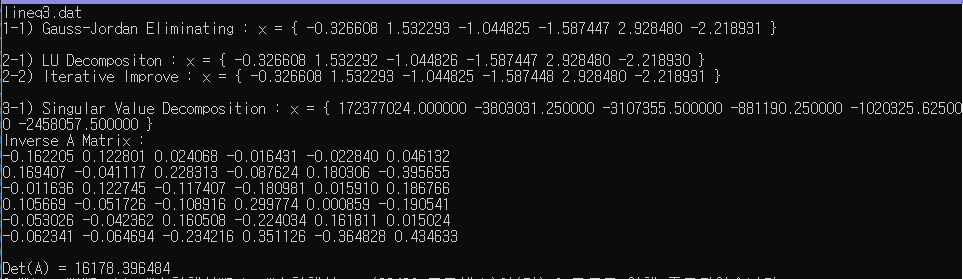 lineq3.dat
1-1) Gauss-Jordan Eliminating : x = { -0.326608 1.532293 -1.044825 -1.587447 2.928480 -2.218931 }
2-1) LU Decompositon : x = { -0.326608 1.532292 -1.044826 -1.587447 2.928480 -2.218930 }
2-2) Iterative Improve : x = { -0.326608 1.532293 -1.044825 -1.587448 2.928480 -2.218931 }
3-1) Singular Value Decomposition : x = { 172377024.000000 -3803031.250000 -3107355.500000 -881190.250000 -1020325.62500
0 -2458057.500000 }
Inverse A Matrix :
-0.162205 0.122801 0.024068 -0.016431 -0.022840 0.046132
0.169407 -0.041117 0.228313 -0.087624 0.180306 -0.395655
-0.011636 0.122745 -0.117407 -0.180981 0.015910 0.186766
0.105669 -0.051726 -0.108916 0.299774 0.000859 -0.190541
-0.053026 -0.042362 0.160508 -0.224034 0.161811 0.015024
-0.062341 -0.064694 -0.234216 0.351126 -0.364828 0.434633
Det(A) = 16178.396484